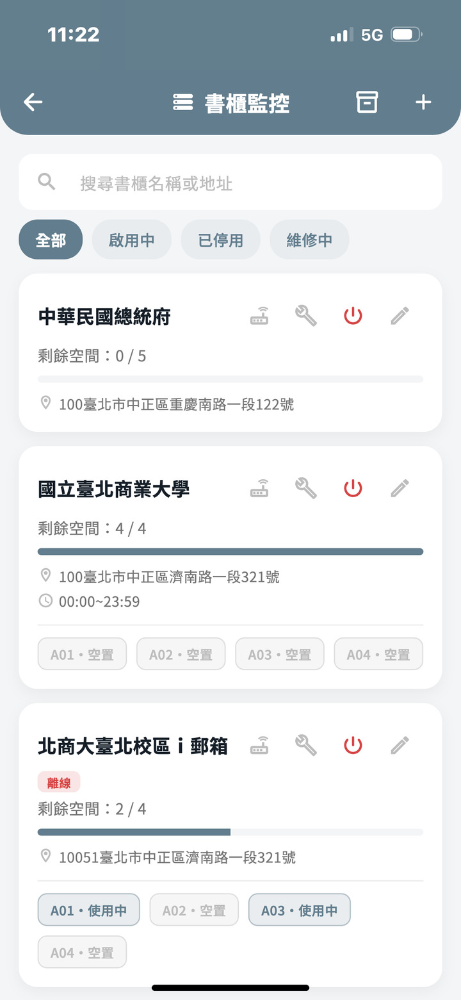 11:22
5G
書櫃監控
搜尋書櫃名稱或地址
全部 啟用中 已停用 維修中
中華民國總統府
剩餘空間：0 / 5
100臺北市中正區重慶南路一段122號
國立臺北商業大學
剩餘空間：4 / 4
100臺北市中正區濟南路一段321號
00:00~23:59
A01・空置 A02・空置 A03・空置 A04・空置
北商大臺北校區ｉ郵箱
離線
剩餘空間：2 / 4
10051臺北市中正區濟南路一段321號
A01・使用中 A02・空置 A03・使用中
A04・空置